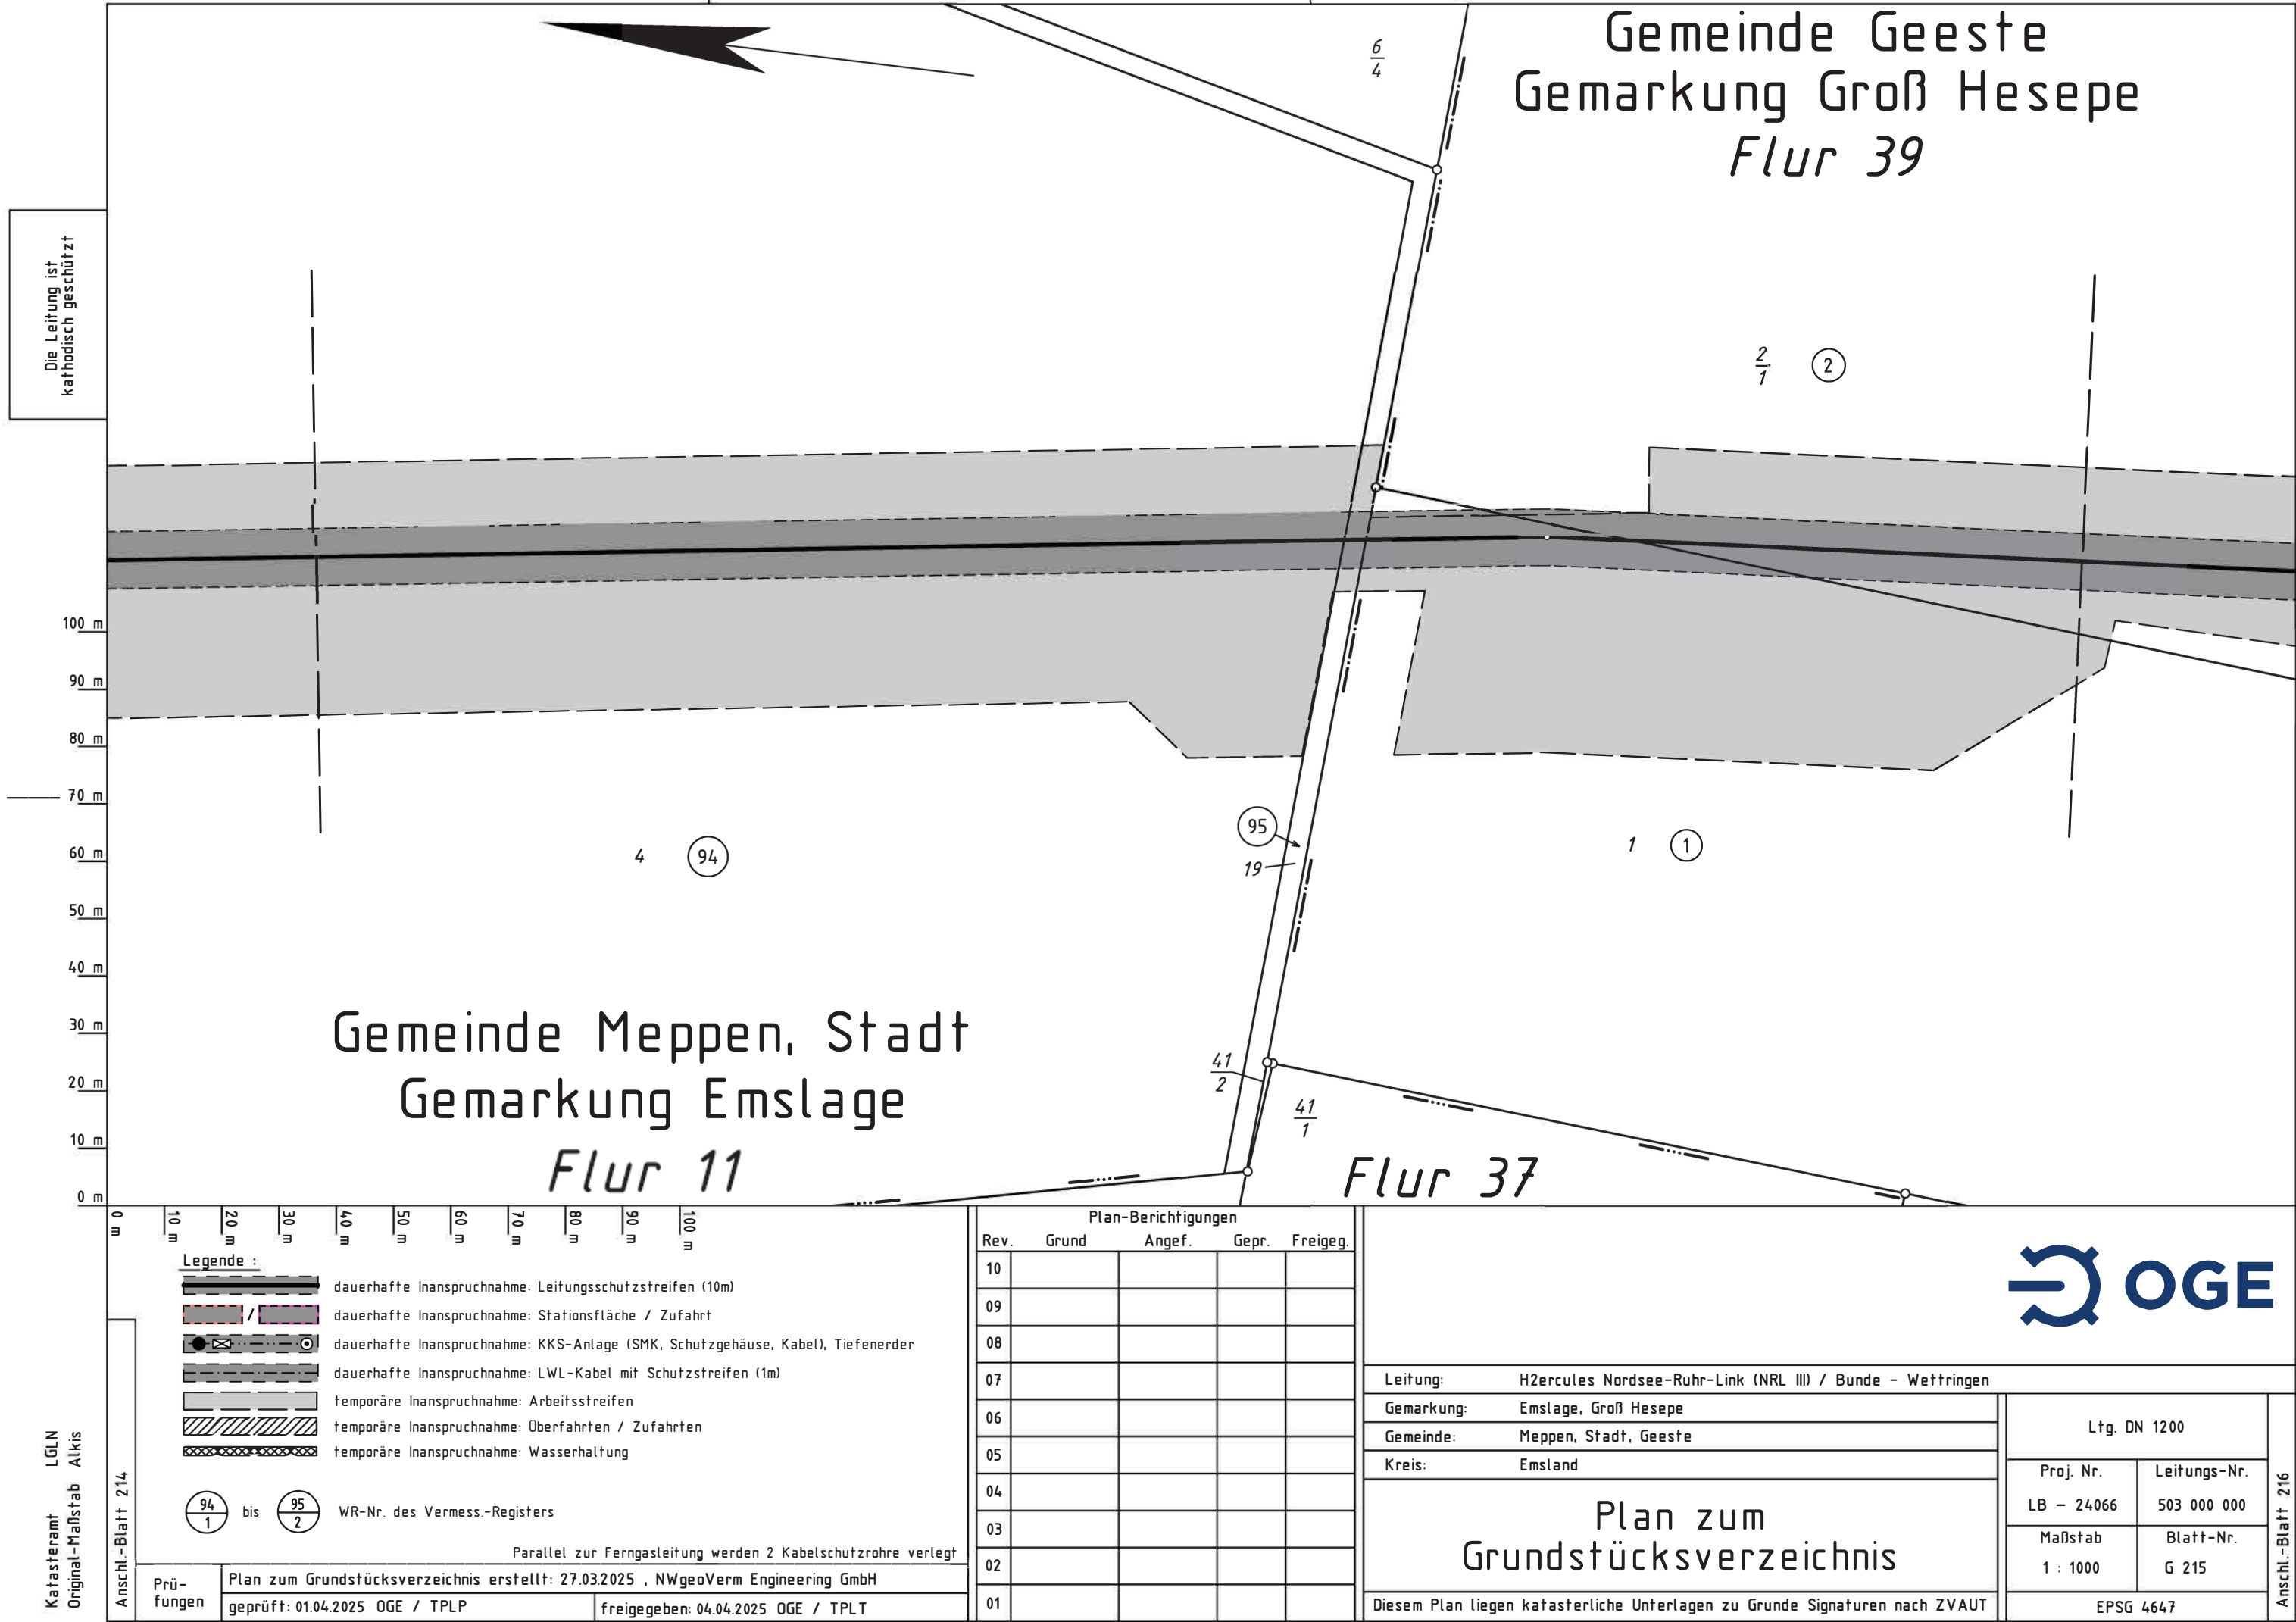 Gemeinde Geeste
Gemarkung Groß Hesepe
Flur 39
6
4
Die Leitung ist
kathodisch geschützt
2
1
2
100 m
90 m
80 m
70 m
60 m
50 m
40 m
30 m
20 m
10 m
0 m
4 94
95
19
1 1
Gemeinde Meppen, Stadt
Gemarkung Emslage
Flur 11
41
2
41
1
Flur 37
0 m 10 m 20 m 30 m 40 m 50 m 60 m 70 m 80 m 90 m 100 m
Legende :
dauerhafte Inanspruchnahme: Leitungsschutzstreifen (10m)
/ dauerhafte Inanspruchnahme: Stationsfläche / Zufahrt
dauerhafte Inanspruchnahme: KKS-Anlage (SMK, Schutzgehäuse, Kabel), Tiefenerder
dauerhafte Inanspruchnahme: LWL-Kabel mit Schutzstreifen (1m)
temporäre Inanspruchnahme: Arbeitsstreifen
temporäre Inanspruchnahme: Überfahrten / Zufahrten
temporäre Inanspruchnahme: Wasserhaltung
94
1
bis
95
2
WR-Nr. des Vermess.-Registers
Parallel zur Ferngasleitung werden 2 Kabelschutzrohre verlegt
Katasteramt LGLN
Original-Maßstab Alkis
Anschl.-Blatt 214
Prü-
fungen
Plan zum Grundstücksverzeichnis erstellt: 27.03.2025 , NWgeoVerm Engineering GmbH
geprüft: 01.04.2025 OGE / TPLP
freigegeben: 04.04.2025 OGE / TPLT
Plan-Berichtigungen
Rev. Grund Angef. Gepr. Freigeg.
10
09
08
07
06
05
04
03
02
01
OGE
Leitung: H2ercules Nordsee-Ruhr-Link (NRL III) / Bunde - Wettringen
Gemarkung: Emslage, Groß Hesepe
Gemeinde: Meppen, Stadt, Geeste
Kreis: Emsland
Plan zum
Grundstücksverzeichnis
Diesem Plan liegen katasterliche Unterlagen zu Grunde Signaturen nach ZVAUT
Ltg. DN 1200
Proj. Nr. Leitungs-Nr.
LB - 24066 503 000 000
Maßstab Blatt-Nr.
1 : 1000 G 215
EPSG 4647
Anschl.-Blatt 216